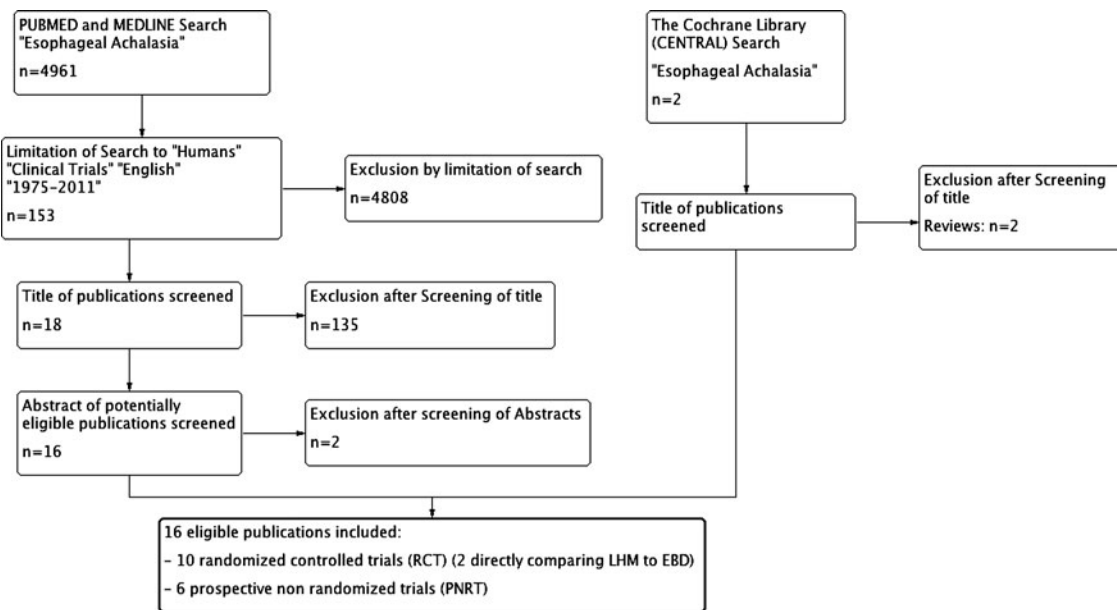 PUBMED and MEDLINE Search
"Esophageal Achalasia"
n=4961
The Cochrane Library
(CENTRAL) Search
"Esophageal Achalasia"
n=2
Limitation of Search to "Humans"
"Clinical Trials" "English"
"1975-2011"
n=153
Exclusion by limitation of search
n=4808
Title of publications
screened
Exclusion after Screening
of title
Reviews: n=2
Title of publications screened
n=18
Exclusion after Screening of title
n=135
Abstract of potentially
eligible publications screened
n=16
Exclusion after screening of Abstracts
n=2
16 eligible publications included:
- 10 randomized controlled trials (RCT) (2 directly comparing LHM to EBD)
- 6 prospective non randomized trials (PNRT)